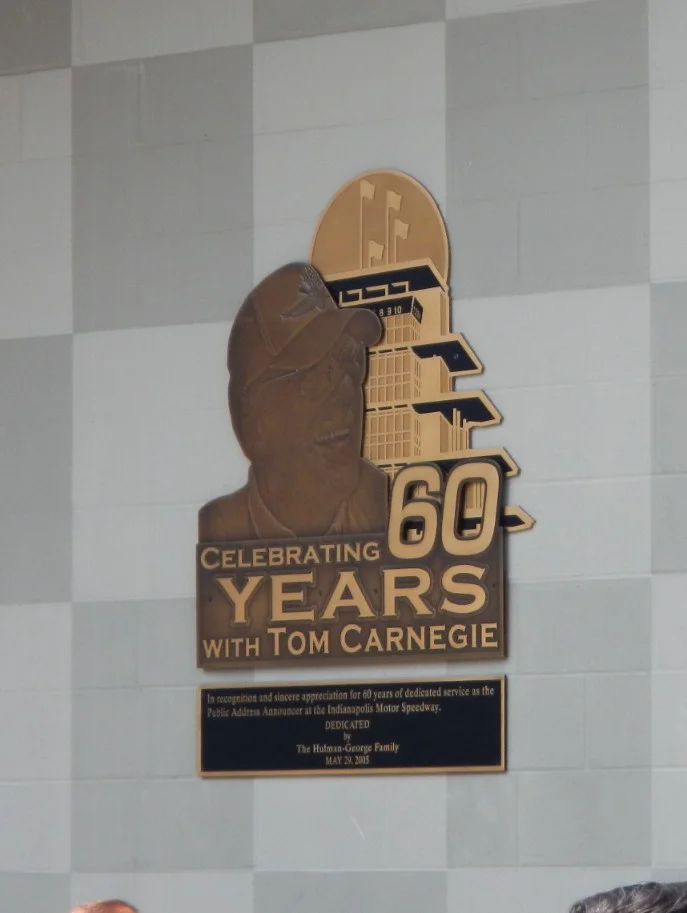 8 9 10
60
CELEBRATING
YEARS
WITH TOM CARNEGIE
In recognition and sincere appreciation for 60 years of dedicated service as the
Public Address Announcer at the Indianapolis Motor Speedway.
DEDICATED
by
The Hulman-George Family
MAY 29, 2005